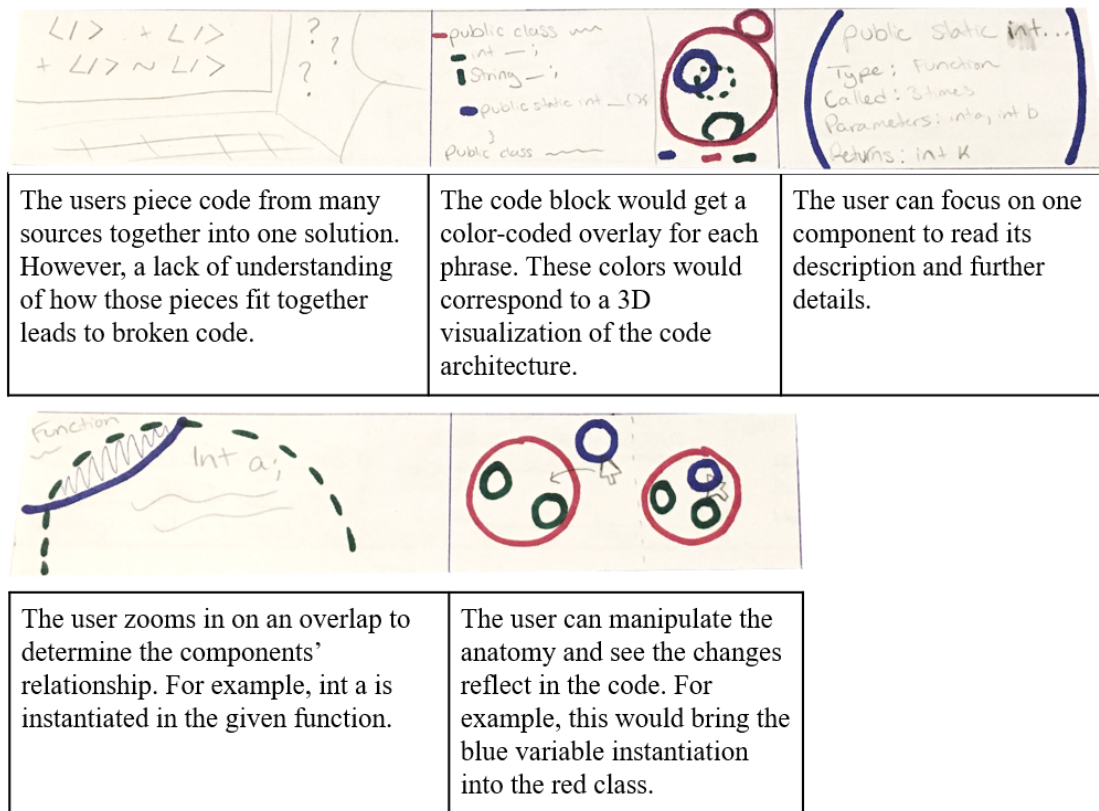 </> + </>
+ </> ~ </>
?
?
?
public class
int — ;
String — ;
public static int _ () {
}
public class
public static int...
Type: Function
Called: 3 times
Parameters: int a, int b
Returns: int K
The users piece code from many
sources together into one solution.
However, a lack of understanding
of how those pieces fit together
leads to broken code.
The code block would get a
color-coded overlay for each
phrase. These colors would
correspond to a 3D
visualization of the code
architecture.
The user can focus on one
component to read its
description and further
details.
Function
Int a;
The user zooms in on an overlap to
determine the components’
relationship. For example, int a is
instantiated in the given function.
The user can manipulate the
anatomy and see the changes
reflect in the code. For
example, this would bring the
blue variable instantiation
into the red class.